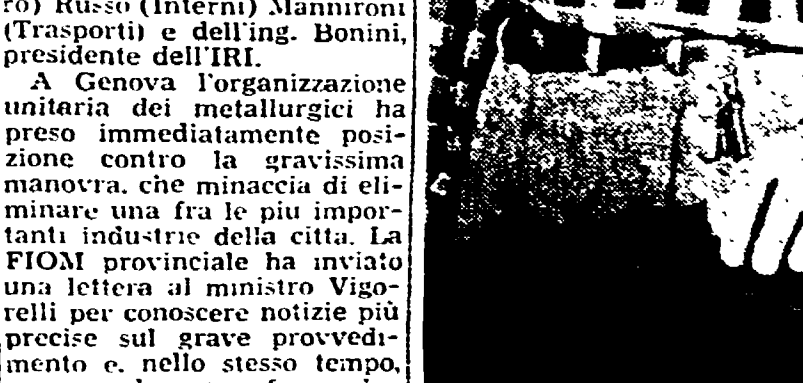 ro) Russo (Interni) Mannironi
(Trasporti) e dell'ing. Bonini,
presidente dell'IRI.
A Genova l'organizzazione
unitaria dei metallurgici ha
preso immediatamente posi-
zione contro la gravissima
manovra. che minaccia di eli-
minare una fra le piu impor-
tanti industrie della citta. La
FIOM provinciale ha inviato
una lettera al ministro Vigo-
relli per conoscere notizie più
precise sul grave provvedi-
mento e. nello stesso tempo,